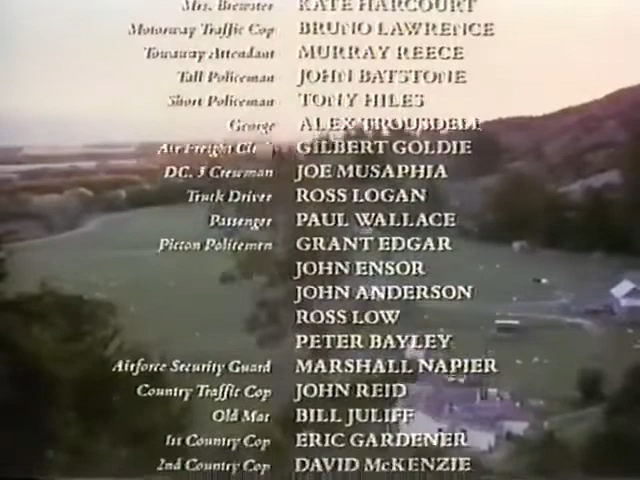 Mrs. Brewster KATE HARCOURT
Motorway Traffic Cop BRUNO LAWRENCE
Towaway Attendant MURRAY REECE
Tall Policeman JOHN BATSTONE
Short Policeman TONY HILES
George ALEX TROUSDELL
Air Freight GILBERT GOLDIE
DC. 3 Crewman JOE MUSAPHIA
Truck Driver ROSS LOGAN
Passenger PAUL WALLACE
Picton Policemen GRANT EDGAR
JOHN ENSOR
JOHN ANDERSON
ROSS LOW
PETER BAYLEY
Airforce Security Guard MARSHALL NAPIER
Country Traffic Cop JOHN REID
Old Mat BILL JULIFF
1st Country Cop ERIC GARDENER
2nd Country Cop DAVID McKENZIE